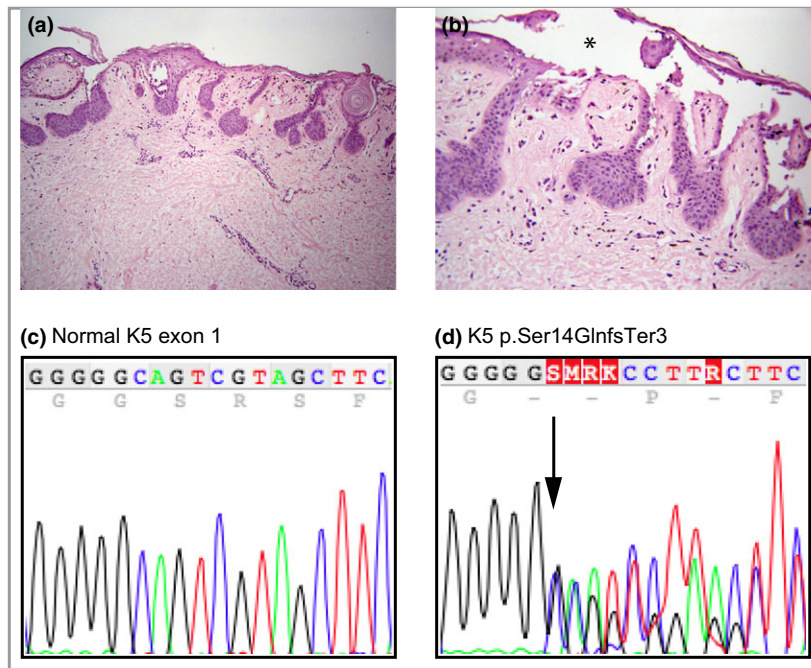 (a)
(b)
*
(c) Normal K5 exon 1
(d) K5 p.Ser14GlnfsTer3
G G G G G C A G T C G T A G C T T C
G G S R S F
G G G G G S M R K C C T T R C T T C
G - - P - F